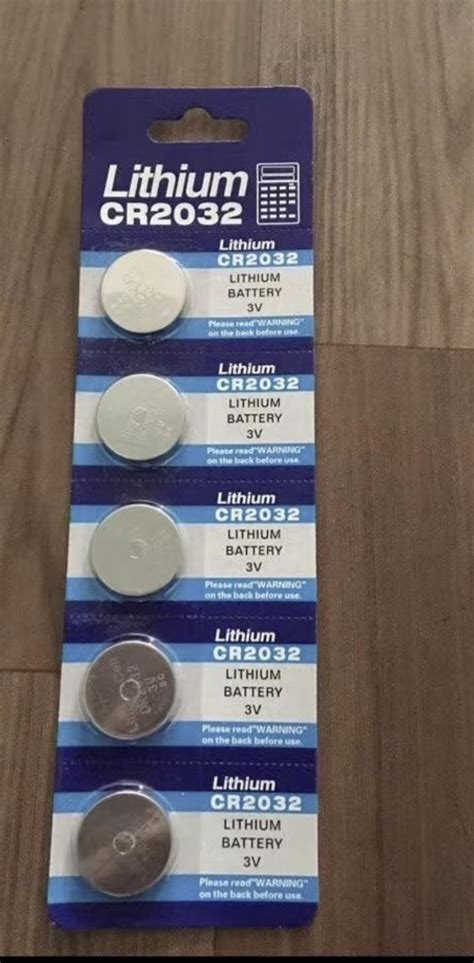 Lithium
CR2032
Lithium
CR2032
LITHIUM
BATTERY
3V
Please read"WARNING"
on the back before use.
Lithium
CR2032
LITHIUM
BATTERY
3V
Please read"WARNING"
on the back before use.
Lithium
CR2032
LITHIUM
BATTERY
3V
Please read"WARNING"
on the back before use.
Lithium
CR2032
LITHIUM
BATTERY
3V
Please read"WARNING"
on the back before use.
Lithium
CR2032
LITHIUM
BATTERY
3V
Please read"WARNING"
on the back before use.